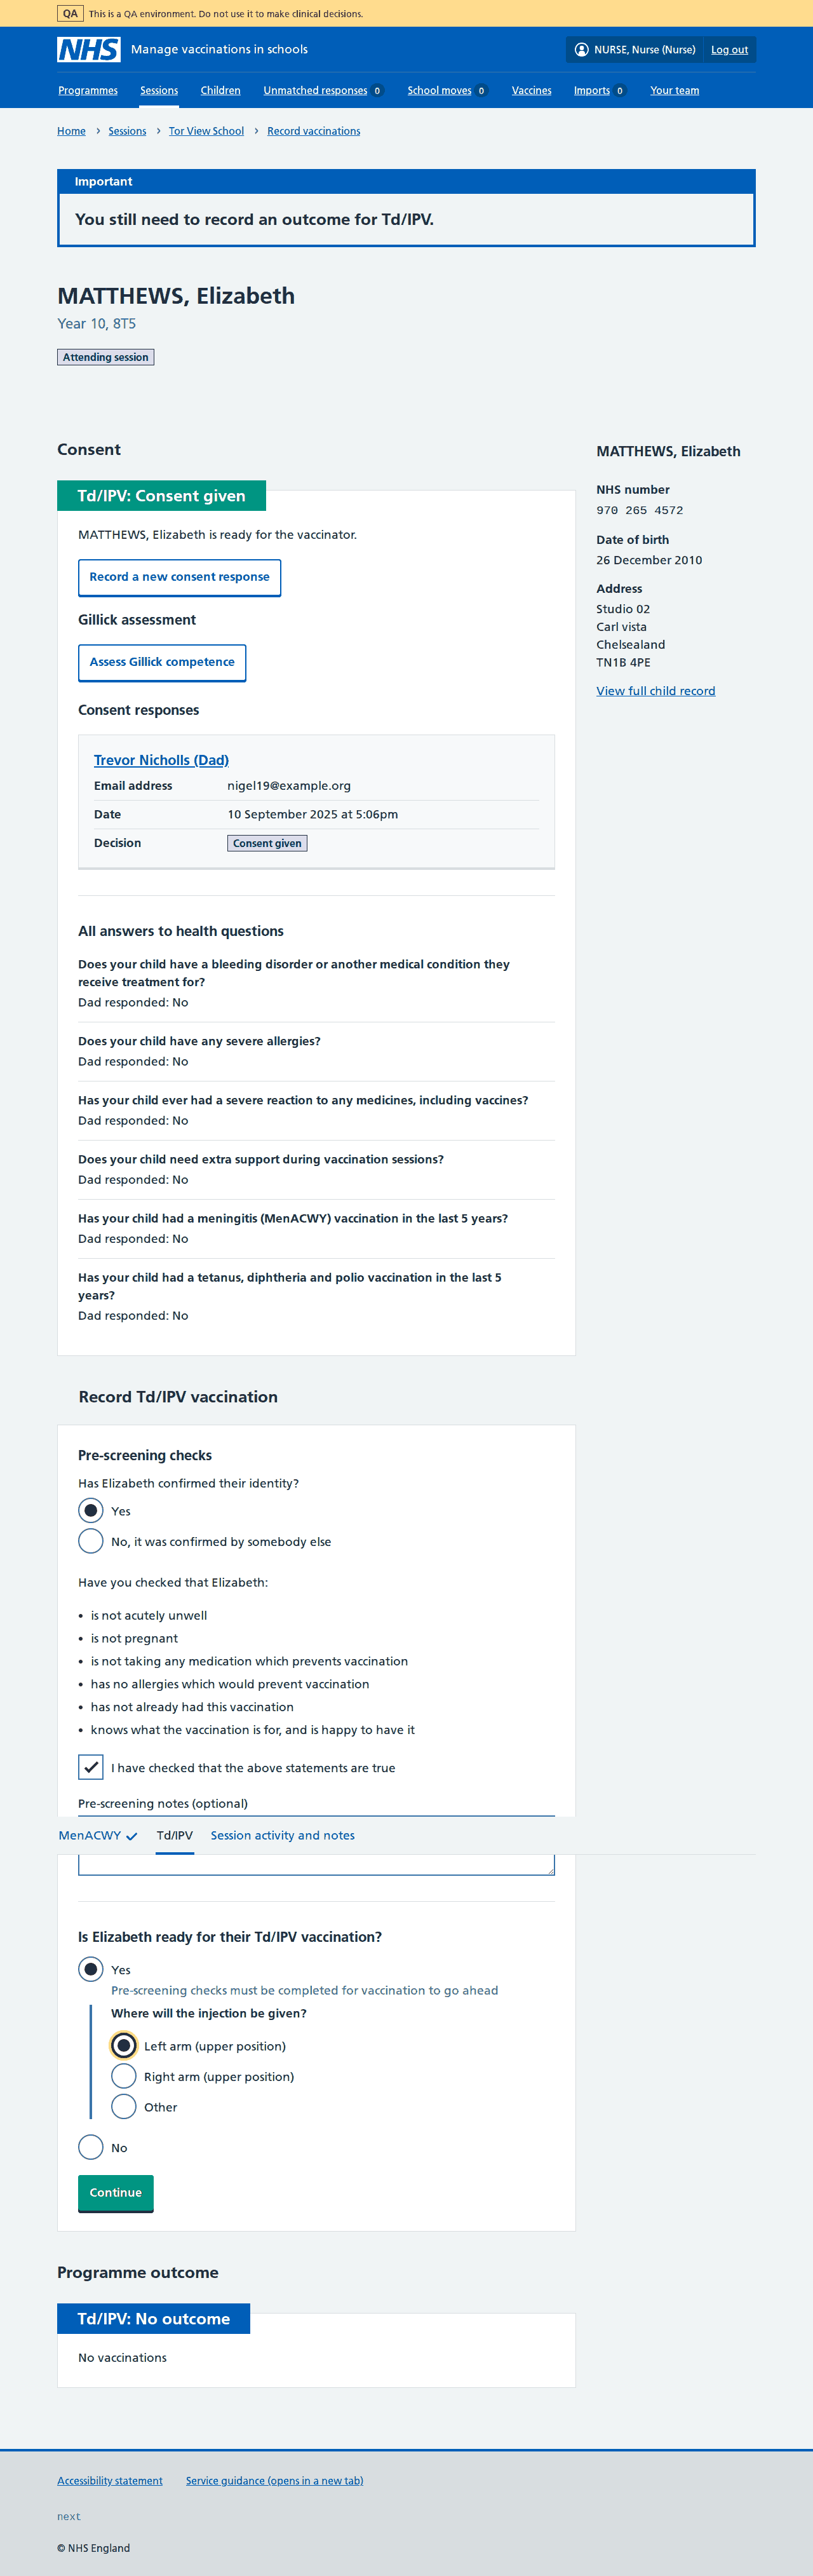 QA This is a QA environment. Do not use it to make clinical decisions.
NHS Manage vaccinations in schools NURSE, Nurse (Nurse) Log out
Programmes Sessions Children Unmatched responses 0 School moves 0 Vaccines Imports 0 Your team
Home › Sessions › Tor View School › Record vaccinations
Important
You still need to record an outcome for Td/IPV.
MATTHEWS, Elizabeth
Year 10, 8T5
Attending session
Consent
Td/IPV: Consent given
MATTHEWS, Elizabeth is ready for the vaccinator.
Record a new consent response
Gillick assessment
Assess Gillick competence
Consent responses
Trevor Nicholls (Dad)
Email address nigel19@example.org
Date 10 September 2025 at 5:06pm
Decision Consent given
All answers to health questions
Does your child have a bleeding disorder or another medical condition they
receive treatment for?
Dad responded: No
Does your child have any severe allergies?
Dad responded: No
Has your child ever had a severe reaction to any medicines, including vaccines?
Dad responded: No
Does your child need extra support during vaccination sessions?
Dad responded: No
Has your child had a meningitis (MenACWY) vaccination in the last 5 years?
Dad responded: No
Has your child had a tetanus, diphtheria and polio vaccination in the last 5
years?
Dad responded: No
MATTHEWS, Elizabeth
NHS number
970 265 4572
Date of birth
26 December 2010
Address
Studio 02
Carl vista
Chelsealand
TN1B 4PE
View full child record
Record Td/IPV vaccination
Pre-screening checks
Has Elizabeth confirmed their identity?
Yes
No, it was confirmed by somebody else
Have you checked that Elizabeth:
• is not acutely unwell
• is not pregnant
• is not taking any medication which prevents vaccination
• has no allergies which would prevent vaccination
• has not already had this vaccination
• knows what the vaccination is for, and is happy to have it
I have checked that the above statements are true
Pre-screening notes (optional)
MenACWY Td/IPV Session activity and notes
Is Elizabeth ready for their Td/IPV vaccination?
Yes
Pre-screening checks must be completed for vaccination to go ahead
Where will the injection be given?
Left arm (upper position)
Right arm (upper position)
Other
No
Continue
Programme outcome
Td/IPV: No outcome
No vaccinations
Accessibility statement Service guidance (opens in a new tab)
next
© NHS England